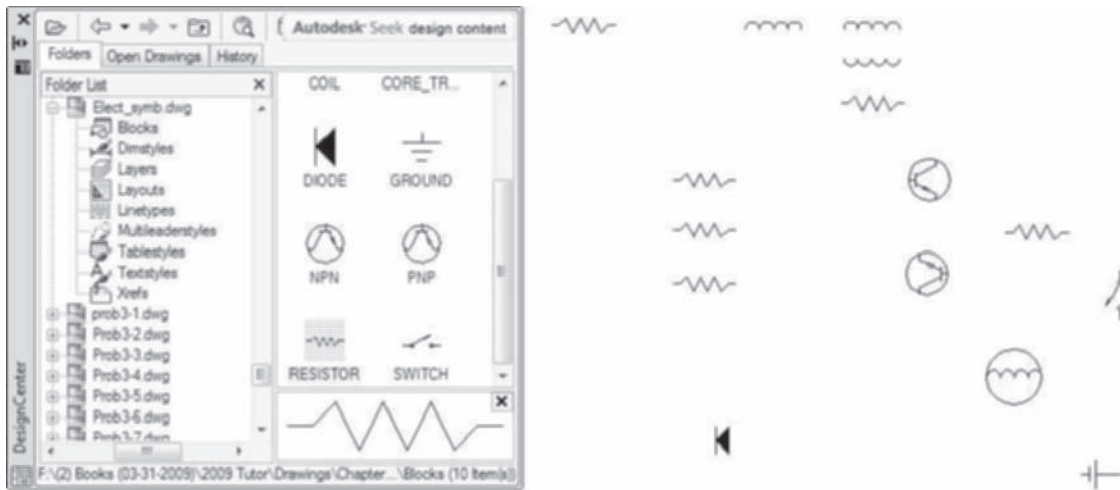 Autodesk Seek design content
Folders Open Drawings History
Folder List
Elect_symb.dwg
Blocks
Dimstyles
Layers
Layouts
Linetypes
Multileaderstyles
Tablestyles
Textstyles
Xrefs
prob3-1.dwg
Prob3-2.dwg
Prob3-3.dwg
Prob3-4.dwg
Prob3-5.dwg
Prob3-6.dwg
Prob3-7.dwg
COIL CORE_TR...
DIODE GROUND
NPN PNP
RESISTOR SWITCH
DesignCenter
F:\(2) Books (03-31-2009)\2009 Tutor\Drawings\Chapter...\Blocks (10 Item(s))